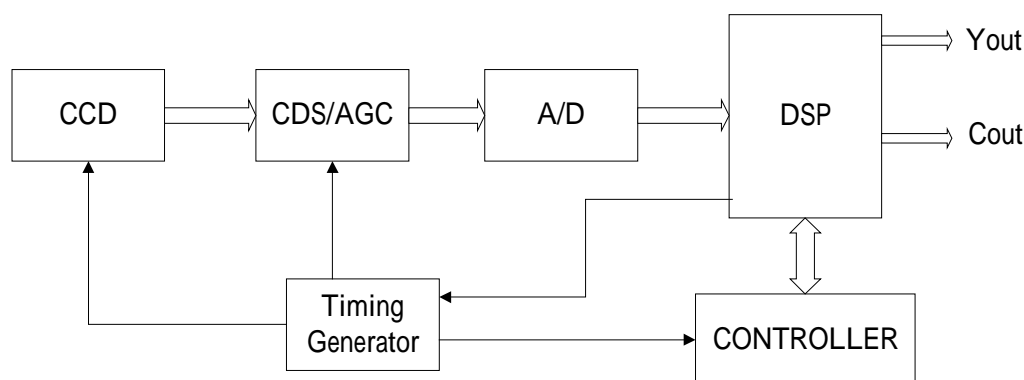 CCD
CDS/AGC
A/D
DSP
Yout
Cout
Timing
Generator
CONTROLLER